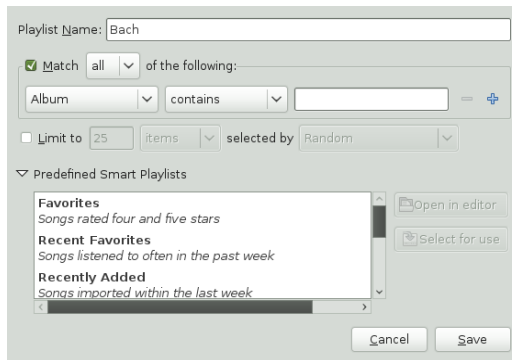 Playlist Name: Bach
Match all of the following:
Album contains
Limit to 25 items selected by Random
Predefined Smart Playlists
Favorites
Songs rated four and five stars
Recent Favorites
Songs listened to often in the past week
Recently Added
Songs imported within the last week
Open in editor
Select for use
Cancel Save